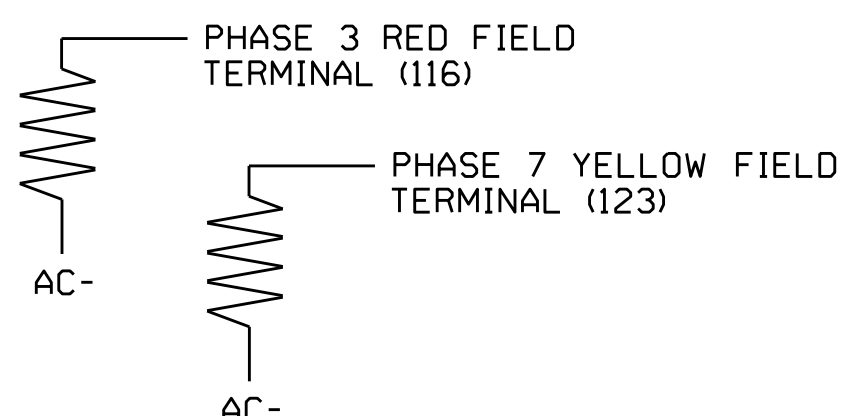 PHASE 3 RED FIELD
TERMINAL (116)
PHASE 7 YELLOW FIELD
TERMINAL (123)
AC-
AC-